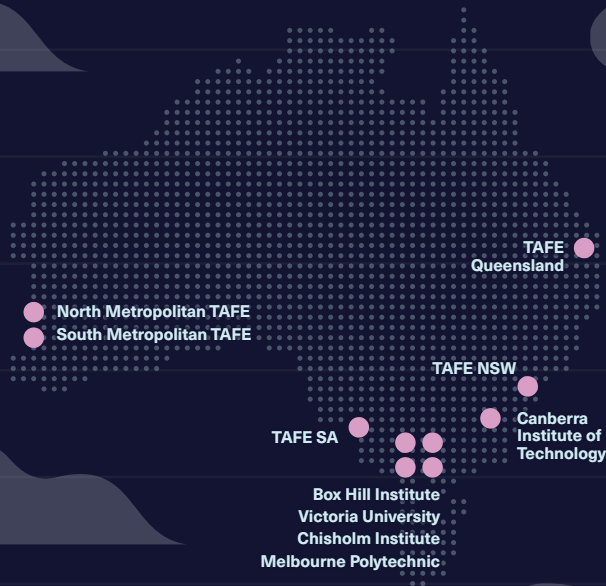 TAFE
Queensland
North Metropolitan TAFE
South Metropolitan TAFE
TAFE NSW
Canberra
Institute of
Technology
TAFE SA
Box Hill Institute
Victoria University
Chisholm Institute
Melbourne Polytechnic